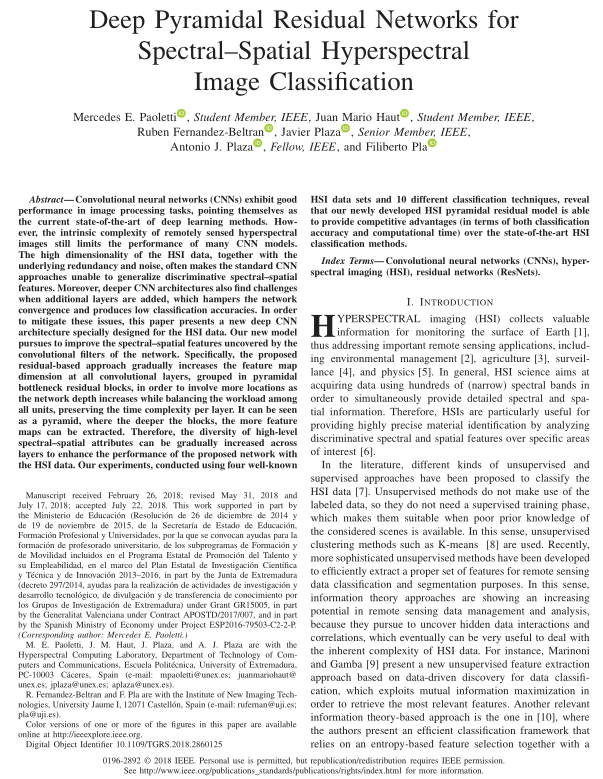 Deep Pyramidal Residual Networks for
Spectral–Spatial Hyperspectral
Image Classification
Mercedes E. Paoletti, Student Member, IEEE, Juan Mario Haut, Student Member, IEEE,
Ruben Fernandez-Beltran, Javier Plaza, Senior Member, IEEE,
Antonio J. Plaza, Fellow, IEEE, and Filiberto Pla
Abstract—Convolutional neural networks (CNNs) exhibit good
performance in image processing tasks, pointing themselves as
the current state-of-the-art of deep learning methods. How-
ever, the intrinsic complexity of remotely sensed hyperspectral
images still limits the performance of many CNN models.
The high dimensionality of the HSI data, together with the
underlying redundancy and noise, often makes the standard CNN
approaches unable to generalize discriminative spectral–spatial
features. Moreover, deeper CNN architectures also find challenges
when additional layers are added, which hampers the network
convergence and produces low classification accuracies. In order
to mitigate these issues, this paper presents a new deep CNN
architecture specially designed for the HSI data. Our new model
pursues to improve the spectral–spatial features uncovered by the
convolutional filters of the network. Specifically, the proposed
residual-based approach gradually increases the feature map
dimension at all convolutional layers, grouped in pyramidal
bottleneck residual blocks, in order to involve more locations as
the network depth increases while balancing the workload among
all units, preserving the time complexity per layer. It can be seen
as a pyramid, where the deeper the blocks, the more feature
maps can be extracted. Therefore, the diversity of high-level
spectral–spatial attributes can be gradually increased across
layers to enhance the performance of the proposed network with
the HSI data. Our experiments, conducted using four well-known
Manuscript received February 26, 2018; revised May 31, 2018 and
July 17, 2018; accepted July 22, 2018. This work supported in part by
the Ministerio de Educación (Resolución de 26 de diciembre de 2014 y
de 19 de noviembre de 2015, de la Secretaría de Estado de Educación,
Formación Profesional y Universidades, por la que se convocan ayudas para la
formación de profesorado universitario, de los subprogramas de Formación y
de Movilidad incluidos en el Programa Estatal de Promoción del Talento y
su Empleabilidad, en el marco del Plan Estatal de Investigación Científica
y Técnica y de Innovación 2013–2016, in part by the Junta de Extremadura
(decreto 297/2014, ayudas para la realización de actividades de investigación y
desarrollo tecnológico, de divulgación y de transferencia de conocimiento por
los Grupos de Investigación de Extremadura) under Grant GR15005, in part
by the Generalitat Valenciana under Contract APOSTD/2017/007, and in part
by the Spanish Ministry of Economy under Project ESP2016-79503-C2-2-P.
(Corresponding author: Mercedes E. Paoletti.)
M. E. Paoletti, J. M. Haut, J. Plaza, and A. J. Plaza are with the
Hyperspectral Computing Laboratory, Department of Technology of Com-
puters and Communications, Escuela Politécnica, University of Extremadura,
PC-10003 Cáceres, Spain (e-mail: mpaoletti@unex.es; juanmariohaut@
unex.es; jplaza@unex.es; aplaza@unex.es).
R. Fernandez-Beltran and F. Pla are with the Institute of New Imaging Tech-
nologies, University Jaume I, 12071 Castellón, Spain (e-mail: rufernan@uji.es;
pla@uji.es).
Color versions of one or more of the figures in this paper are available
online at http://ieeexplore.ieee.org.
Digital Object Identifier 10.1109/TGRS.2018.2860125
HSI data sets and 10 different classification techniques, reveal
that our newly developed HSI pyramidal residual model is able
to provide competitive advantages (in terms of both classification
accuracy and computational time) over the state-of-the-art HSI
classification methods.
Index Terms—Convolutional neural networks (CNNs), hyper-
spectral imaging (HSI), residual networks (ResNets).
I. INTRODUCTION
HYPERSPECTRAL imaging (HSI) collects valuable
information for monitoring the surface of Earth [1],
thus addressing important remote sensing applications, includ-
ing environmental management [2], agriculture [3], surveil-
lance [4], and physics [5]. In general, HSI science aims at
acquiring data using hundreds of (narrow) spectral bands in
order to simultaneously provide detailed spectral and spa-
tial information. Therefore, HSIs are particularly useful for
providing highly precise material identification by analyzing
discriminative spectral and spatial features over specific areas
of interest [6].
In the literature, different kinds of unsupervised and
supervised approaches have been proposed to classify the
HSI data [7]. Unsupervised methods do not make use of the
labeled data, so they do not need a supervised training phase,
which makes them suitable when poor prior knowledge of
the considered scenes is available. In this sense, unsupervised
clustering methods such as K-means [8] are used. Recently,
more sophisticated unsupervised methods have been developed
to efficiently extract a proper set of features for remote sensing
data classification and segmentation purposes. In this sense,
information theory approaches are showing an increasing
potential in remote sensing data management and analysis,
because they pursue to uncover hidden data interactions and
correlations, which eventually can be very useful to deal with
the inherent complexity of HSI data. For instance, Marinoni
and Gamba [9] present a new unsupervised feature extraction
approach based on data-driven discovery for data classifi-
cation, which exploits mutual information maximization in
order to retrieve the most relevant features. Another relevant
information theory-based approach is the one in [10], where
the authors present an efficient classification framework that
relies on an entropy-based feature selection together with a
0196-2892 © 2018 IEEE. Personal use is permitted, but republication/redistribution requires IEEE permission.
See http://www.ieee.org/publications_standards/publications/rights/index.html for more information.